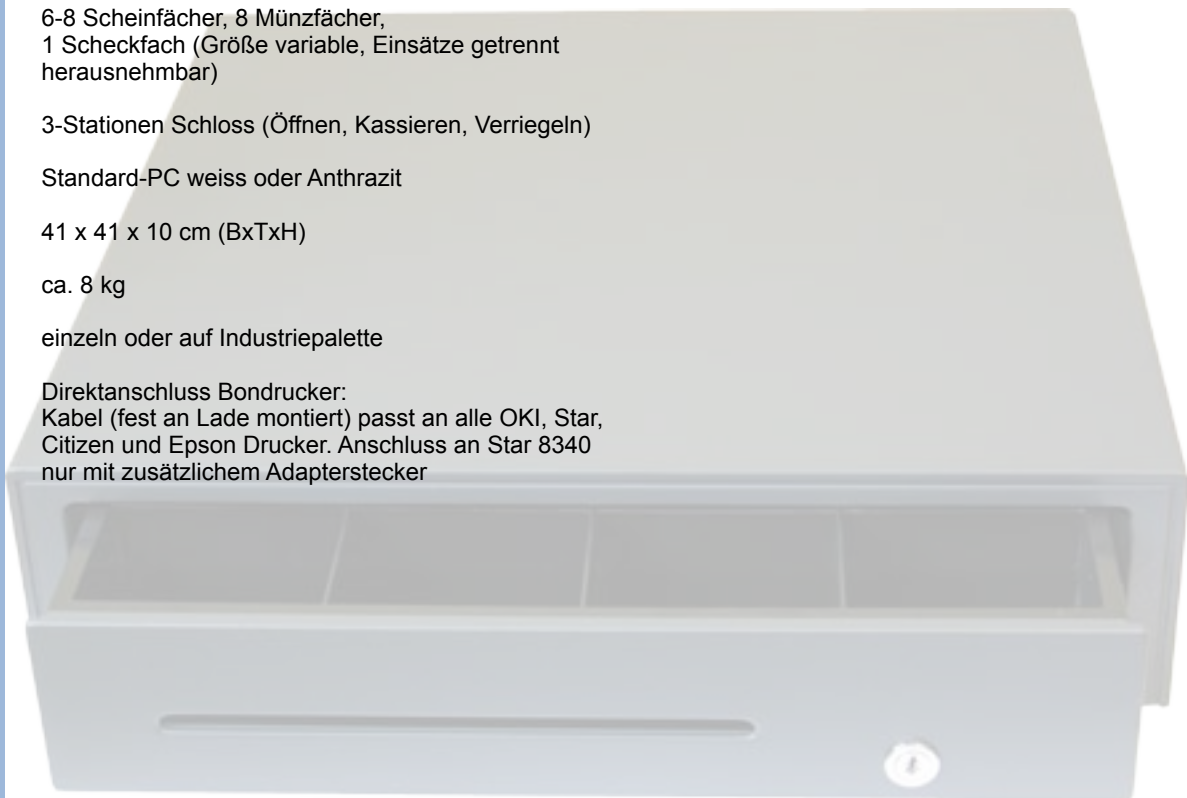 6-8 Scheinfächer, 8 Münzfächer,
1 Scheckfach (Größe variable, Einsätze getrennt
herausnehmbar)
3-Stationen Schloss (Öffnen, Kassieren, Verriegeln)
Standard-PC weiss oder Anthrazit
41 x 41 x 10 cm (BxTxH)
ca. 8 kg
einzeln oder auf Industriepalette
Direktanschluss Bondrucker:
Kabel (fest an Lade montiert) passt an alle OKI, Star,
Citizen und Epson Drucker. Anschluss an Star 8340
nur mit zusätzlichem Adapterstecker